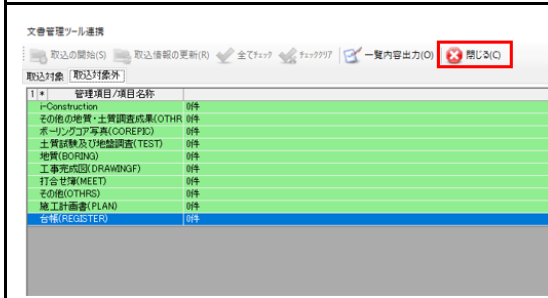 文書管理ツール連携
取込の開始(S) 取込情報の更新(R) 全てチェック チェッククリア 一覧内容出力(O) 閉じる(C)
取込対象 取込対象外
1 * 管理項目/項目名称
i-Construction 0件
その他の地質・土質調査成果(OTHR 0件
ボーリングコア写真(COREPIC) 0件
土質試験及び地盤調査(TEST) 0件
地質(BORING) 0件
工事完成図(DRAWINGF) 0件
打合せ簿(MEET) 0件
その他(OTHRS) 0件
施工計画書(PLAN) 0件
台帳(REGISTER) 0件